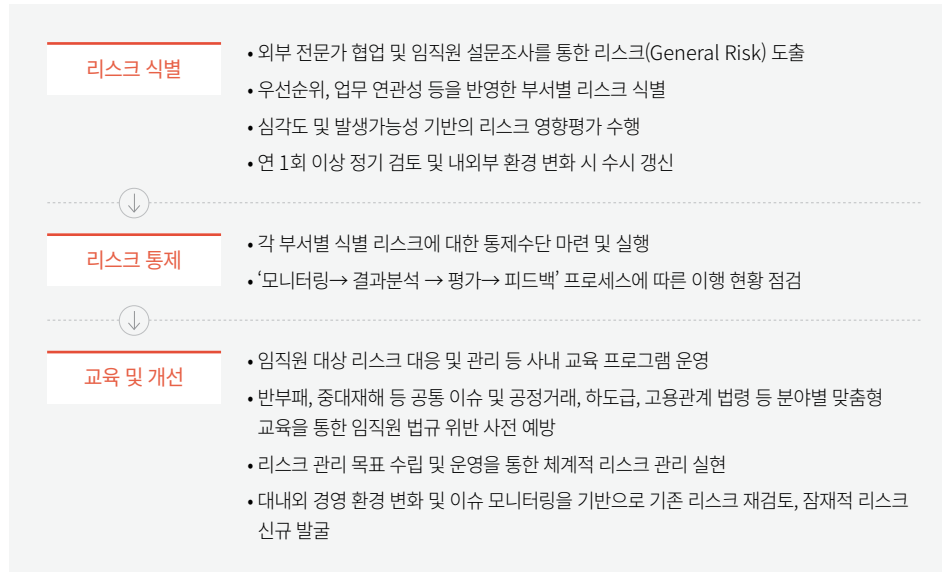 리스크 식별
• 외부 전문가 협업 및 임직원 설문조사를 통한 리스크(General Risk) 도출
• 우선순위, 업무 연관성 등을 반영한 부서별 리스크 식별
• 심각도 및 발생가능성 기반의 리스크 영향평가 수행
• 연 1회 이상 정기 검토 및 내외부 환경 변화 시 수시 갱신
리스크 통제
• 각 부서별 식별 리스크에 대한 통제수단 마련 및 실행
• ‘모니터링→ 결과분석 → 평가→ 피드백’ 프로세스에 따른 이행 현황 점검
교육 및 개선
• 임직원 대상 리스크 대응 및 관리 등 사내 교육 프로그램 운영
• 반부패, 중대재해 등 공통 이슈 및 공정거래, 하도급, 고용관계 법령 등 분야별 맞춤형
교육을 통한 임직원 법규 위반 사전 예방
• 리스크 관리 목표 수립 및 운영을 통한 체계적 리스크 관리 실현
• 대내외 경영 환경 변화 및 이슈 모니터링을 기반으로 기존 리스크 재검토, 잠재적 리스크
신규 발굴